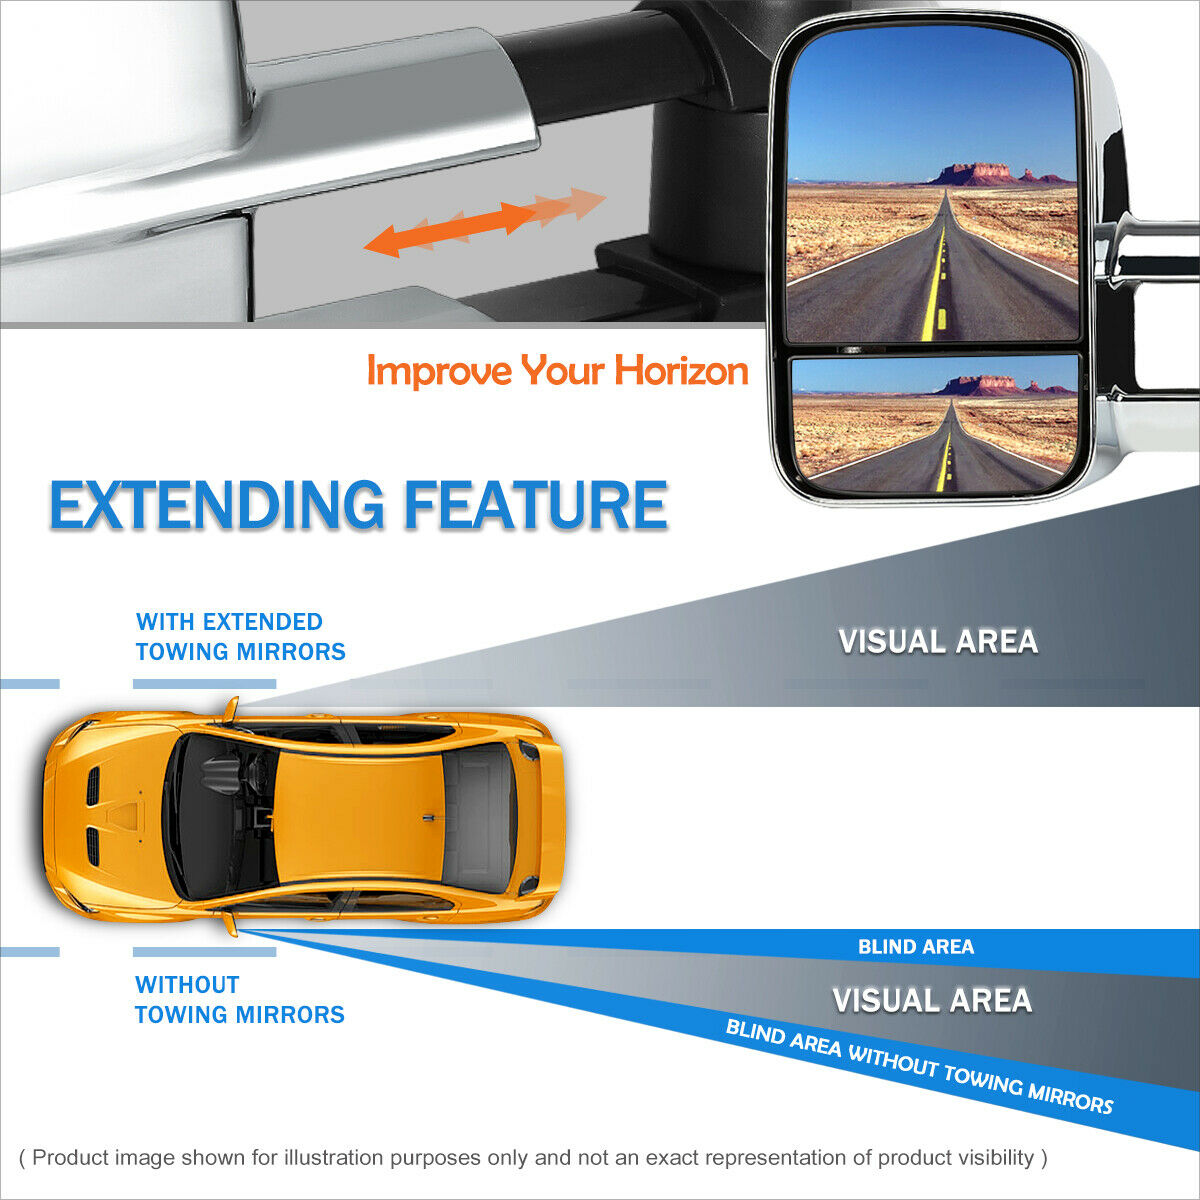 Improve Your Horizon
EXTENDING FEATURE
WITH EXTENDED
TOWING MIRRORS
VISUAL AREA
BLIND AREA
VISUAL AREA
BLIND AREA WITHOUT TOWING MIRRORS
WITHOUT
TOWING MIRRORS
( Product image shown for illustration purposes only and not an exact representation of product visibility )